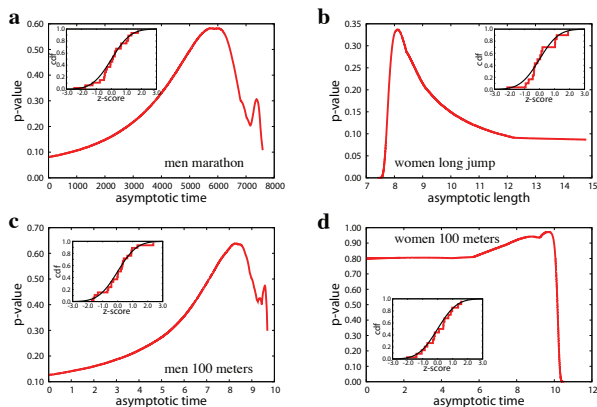 a
0.60
0.50
0.40
0.30
0.20
0.10
0.00
p-value
1.0
0.8
0.6
0.4
0.2
0.0
cdf
-3.0 -2.0 -1.0 0.0 1.0 2.0 3.0
z-score
men marathon
0 1000 2000 3000 4000 5000 6000 7000 8000
asymptotic time
b
0.35
0.30
0.25
0.20
0.15
0.10
0.05
0.00
p-value
1.0
0.8
0.6
0.4
0.2
0.0
cdf
-3.0 -2.0 -1.0 0.0 1.0 2.0 3.0
z-score
women long jump
7 8 9 10 11 12 13 14 15
asymptotic length
c
0.70
0.60
0.50
0.40
0.30
0.20
0.10
p-value
1.0
0.8
0.6
0.4
0.2
0.0
cdf
-3.0 -2.0 -1.0 0.0 1.0 2.0 3.0
z-score
men 100 meters
0 1 2 3 4 5 6 7 8 9 10
asymptotic time
d
1.00
0.90
0.80
0.70
0.60
0.50
0.40
0.30
0.20
0.10
0.00
p-value
women 100 meters
1.0
0.8
0.6
0.4
0.2
0.0
cdf
-3.0 -2.0 -1.0 0.0 1.0 2.0 3.0
z-score
0 2 4 6 8 10 12
asymptotic time